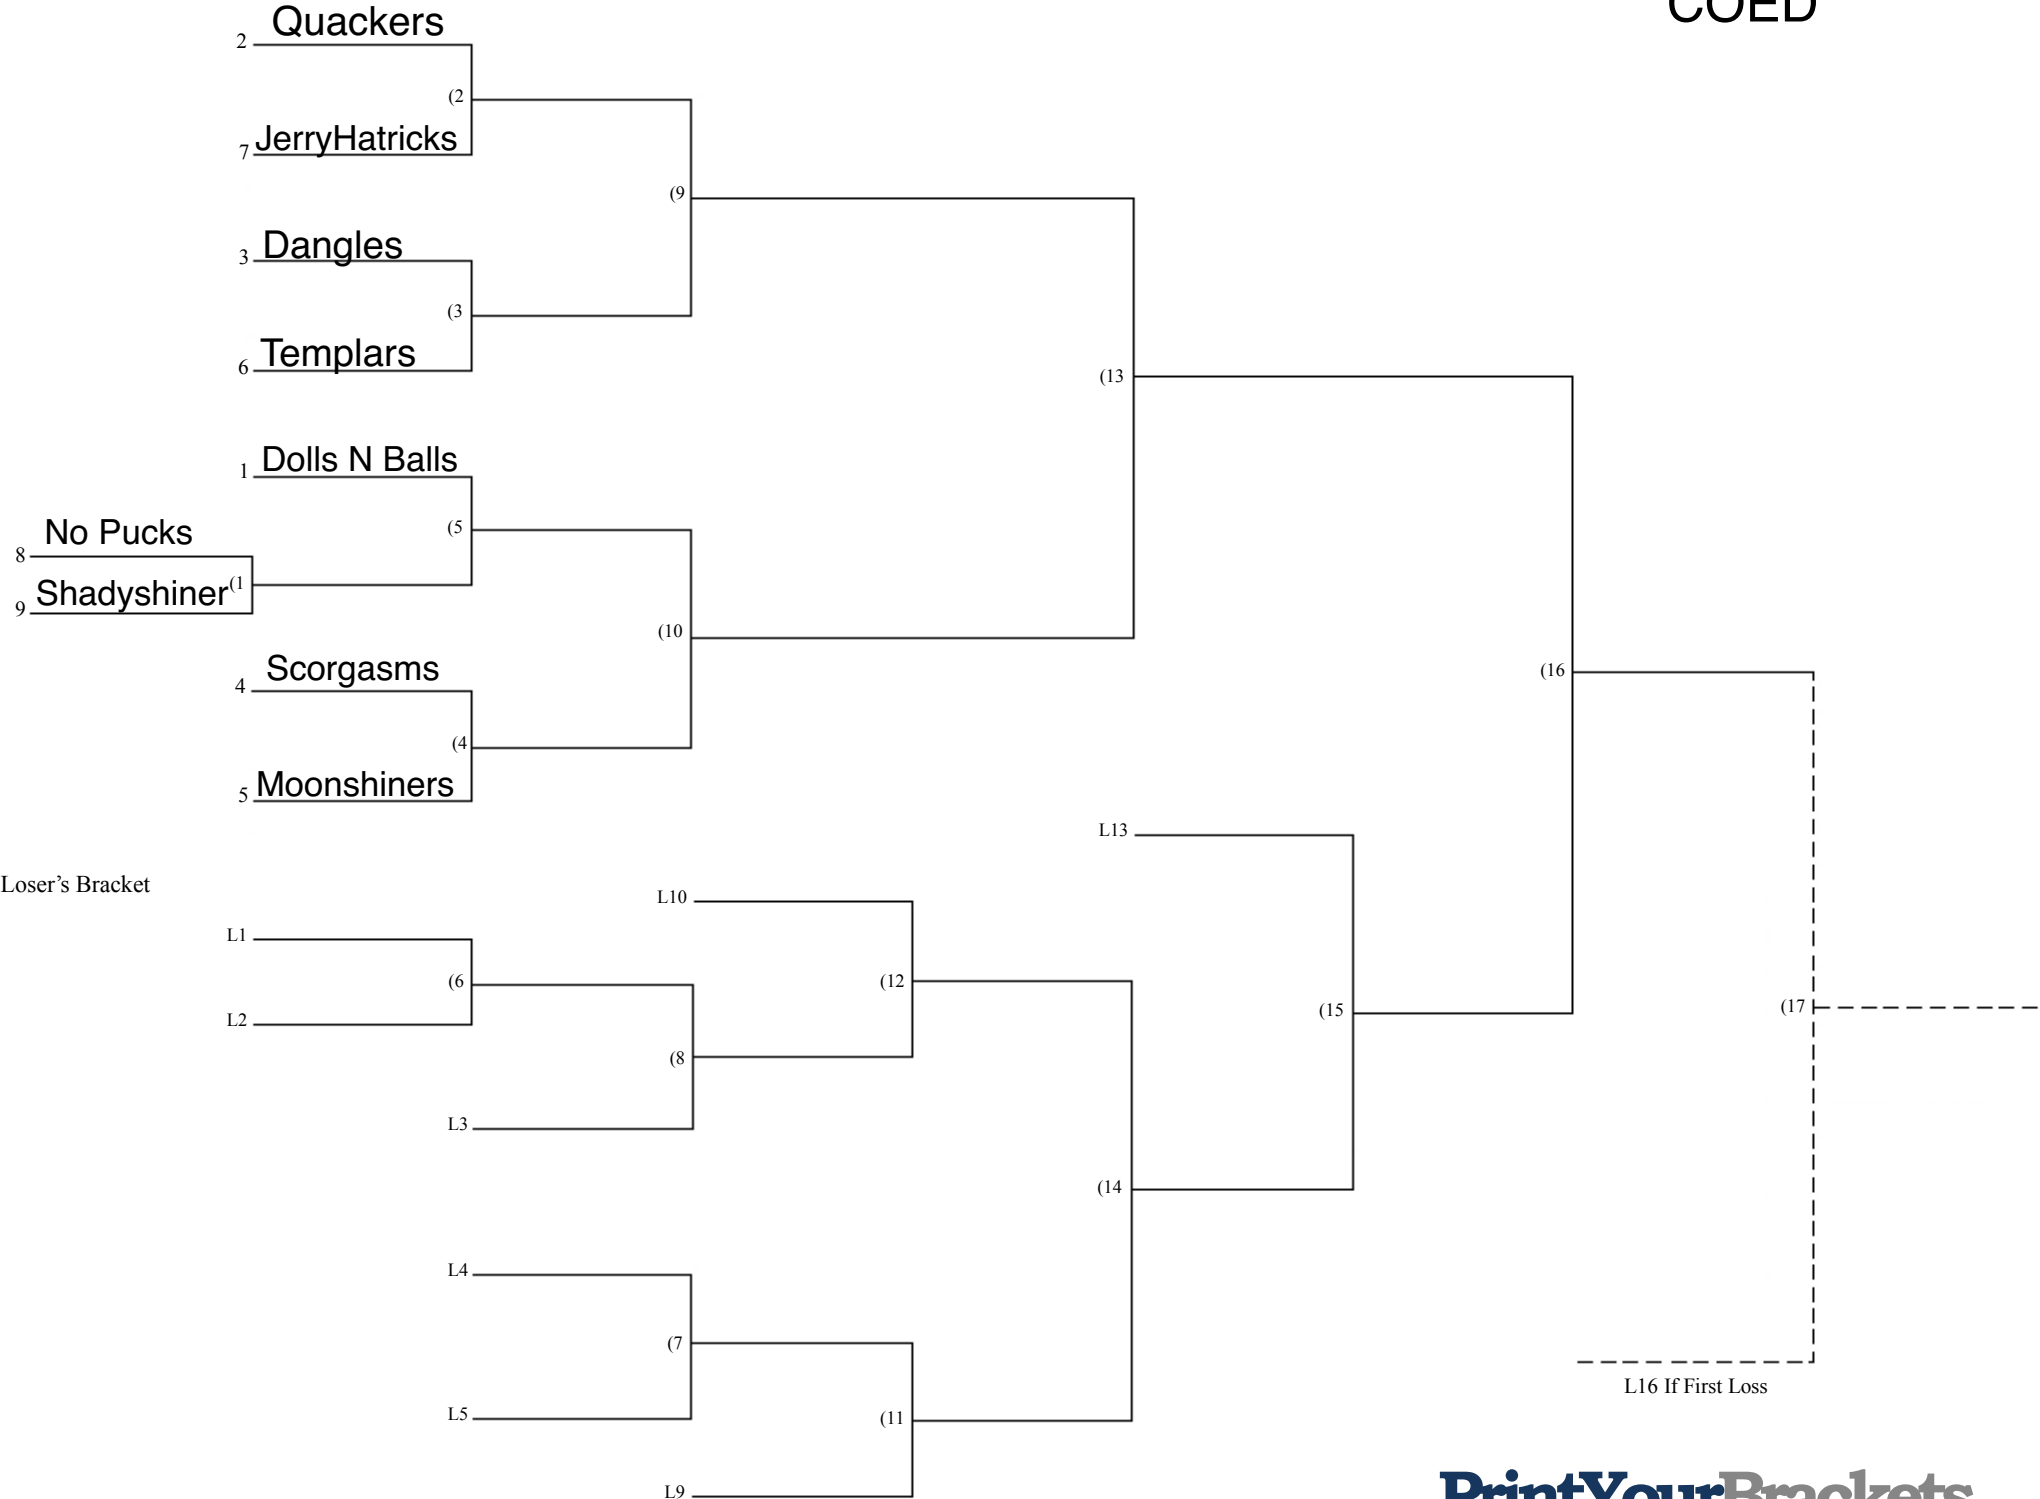 COED
2 Quackers
(2
7 JerryHatricks
(9
3 Dangles
(3
6 Templars
(13
1 Dolls N Balls
(5
8 No Pucks
9 Shadyshiner (1
(10
4 Scorgasms
(16
(4
5 Moonshiners
L13
Loser’s Bracket
L10
L1
(6
(12
L2
(15
(17
(8
L3
(14
L4
(7
L16 If First Loss
L5
(11
L9
PrintYourBrackets